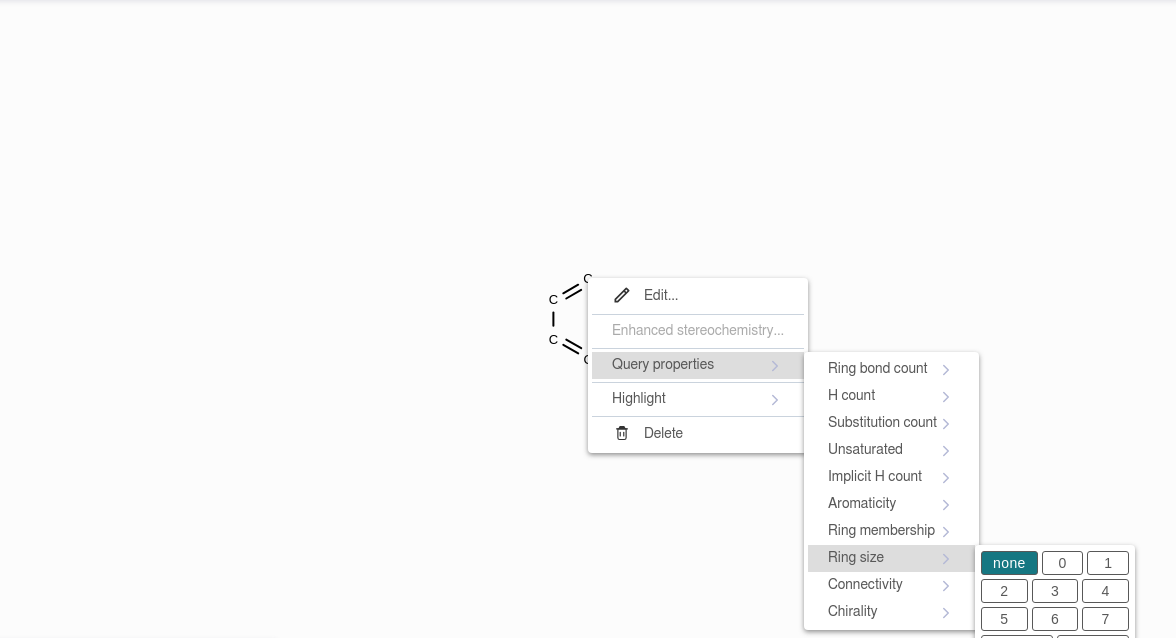 C
C
C
Edit...
Enhanced stereochemistry...
Query properties
Highlight
Delete
Ring bond count
H count
Substitution count
Unsaturated
Implicit H count
Aromaticity
Ring membership
Ring size
Connectivity
Chirality
none 0 1
2 3 4
5 6 7